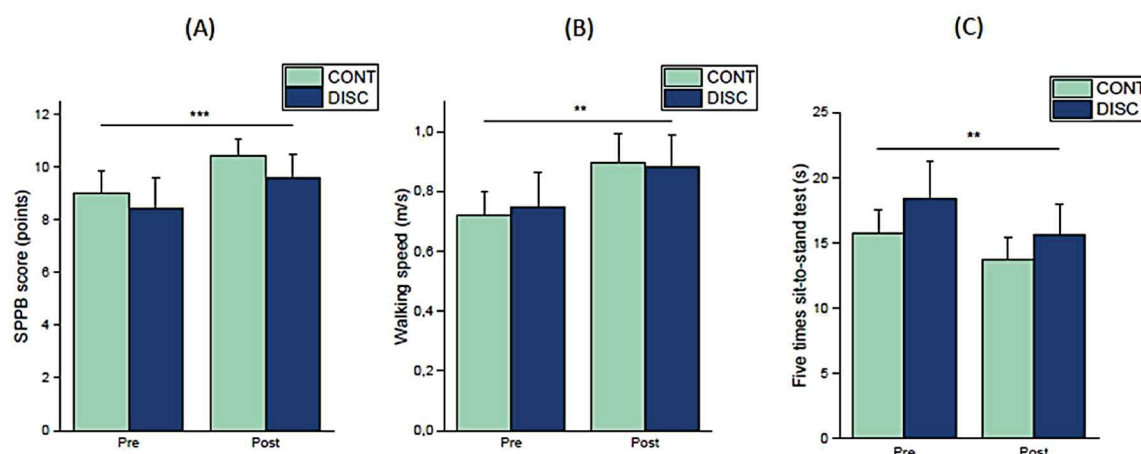 (A)
CONT
DISC
***
SPPB score (points)
12
10
8
6
4
2
0
Pre
Post
(B)
CONT
DISC
**
Walking speed (m/s)
1,0
0,8
0,6
0,4
0,2
0,0
Pre
Post
(C)
CONT
DISC
**
Five times sit-to-stand test (s)
25
20
15
10
5
0
Pre
Post